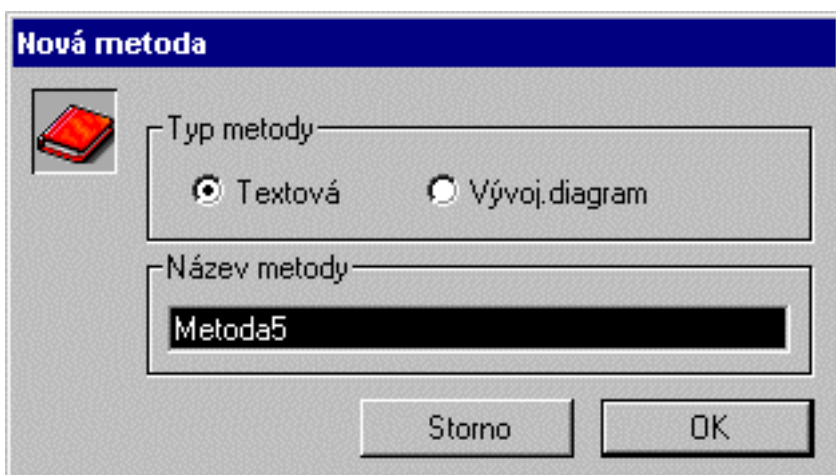 Nová metoda
Typ metody
Textová Vývoj.diagram
Název metody
Metoda5
Storno OK